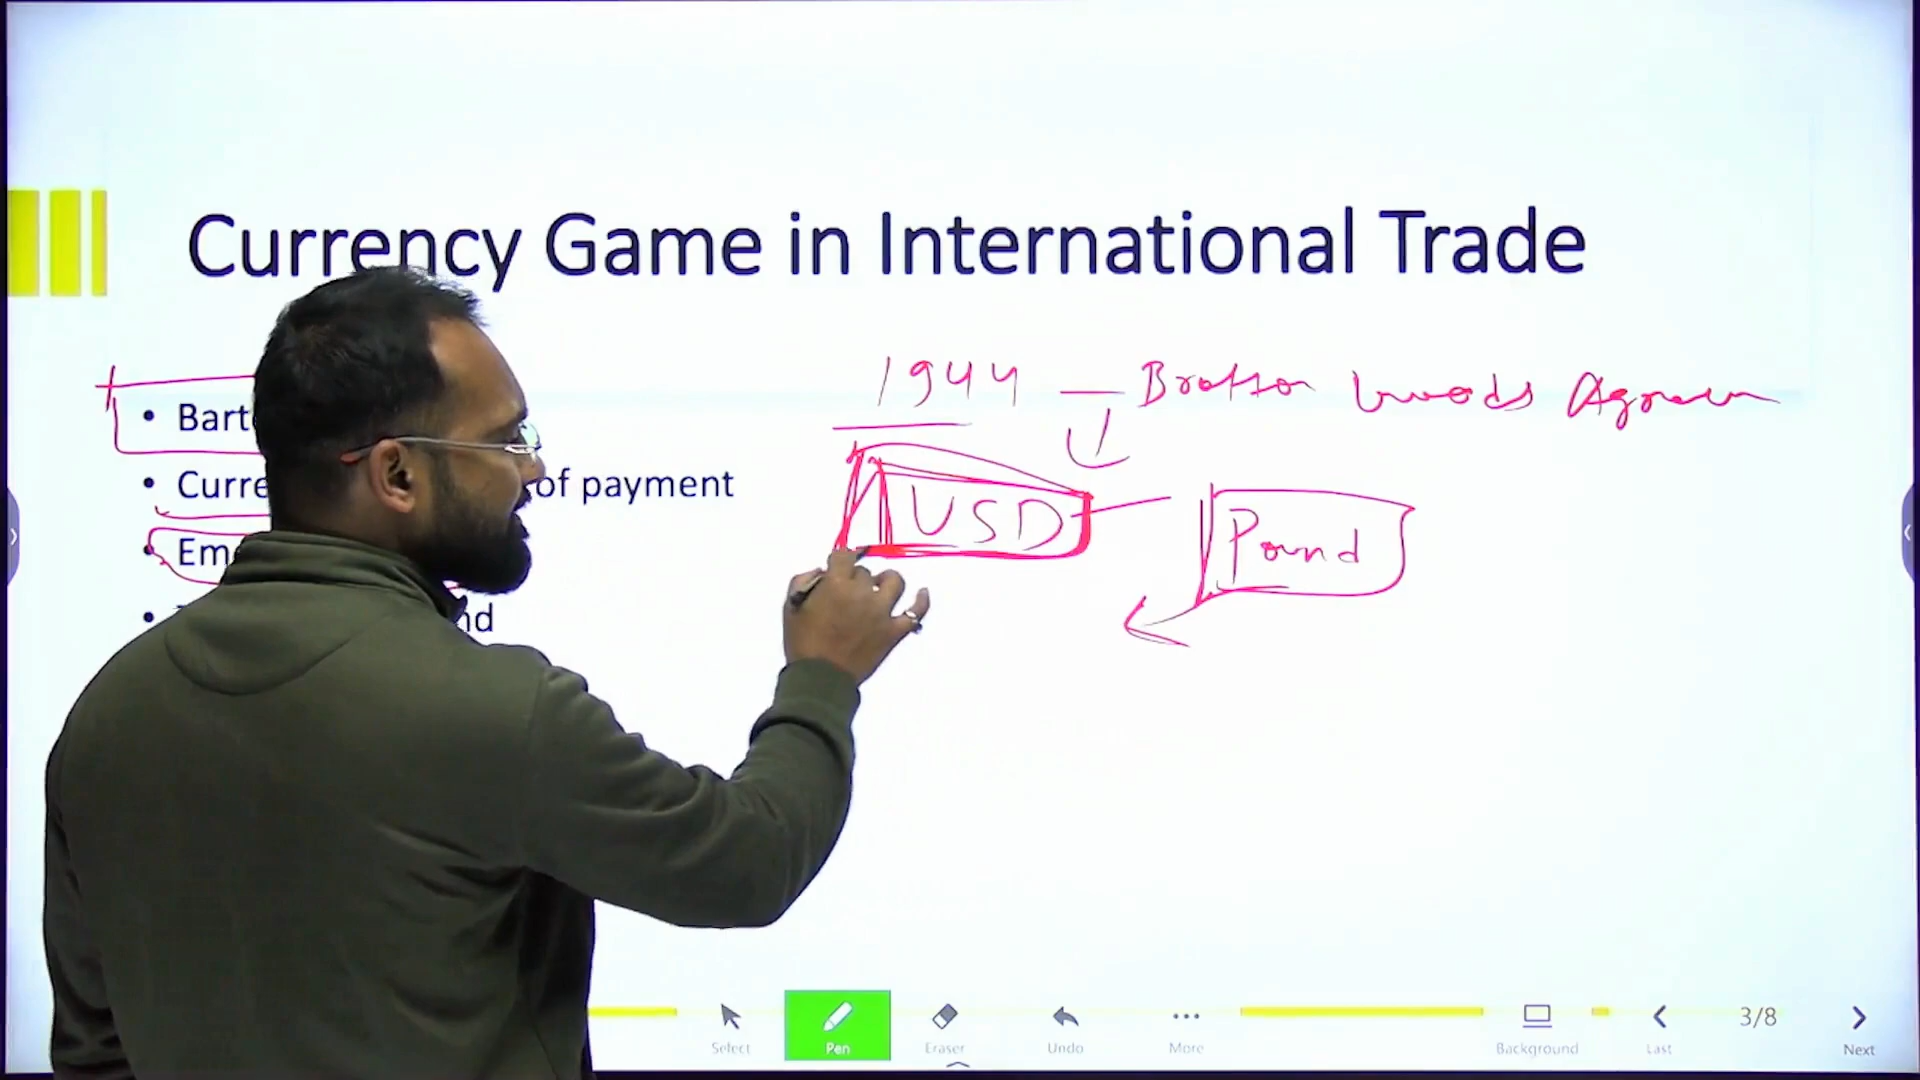 Currency Game in International Trade
1944 — Bretton Woods Agreem
• Bart
• Curre of payment
USD
Pound
• Em
• nd
Select
Pen
Eraser
Undo
More
Background
Last
3/8
Next